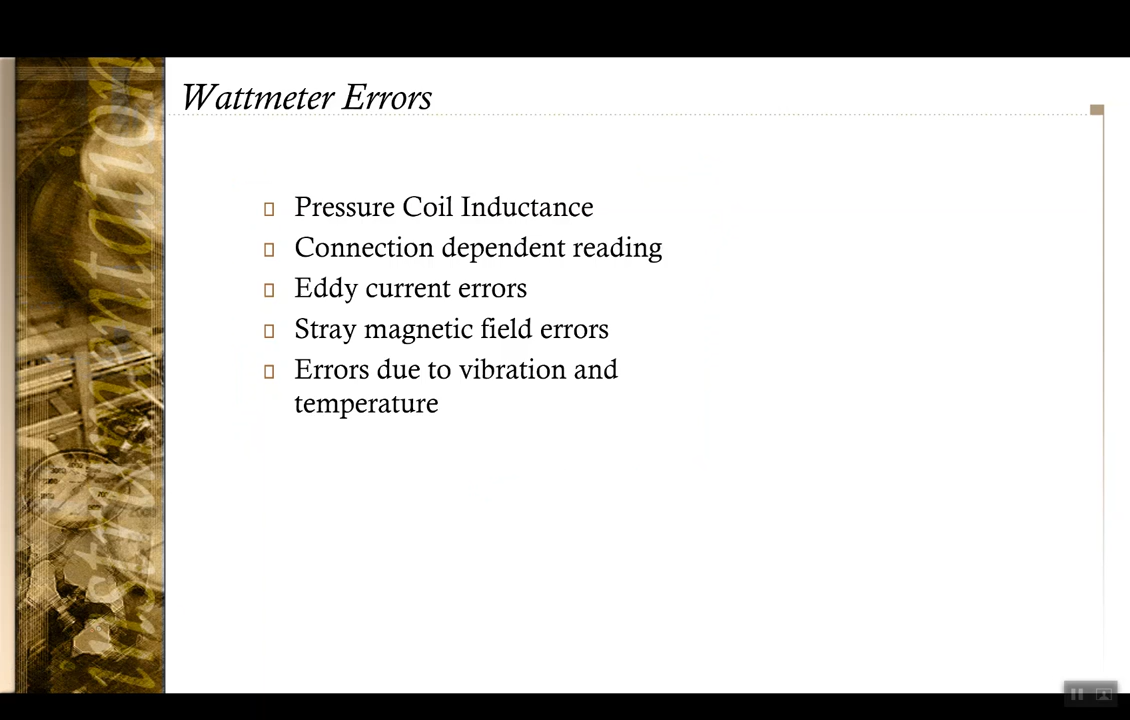 Wattmeter Errors
Pressure Coil Inductance
Connection dependent reading
Eddy current errors
Stray magnetic field errors
Errors due to vibration and
temperature